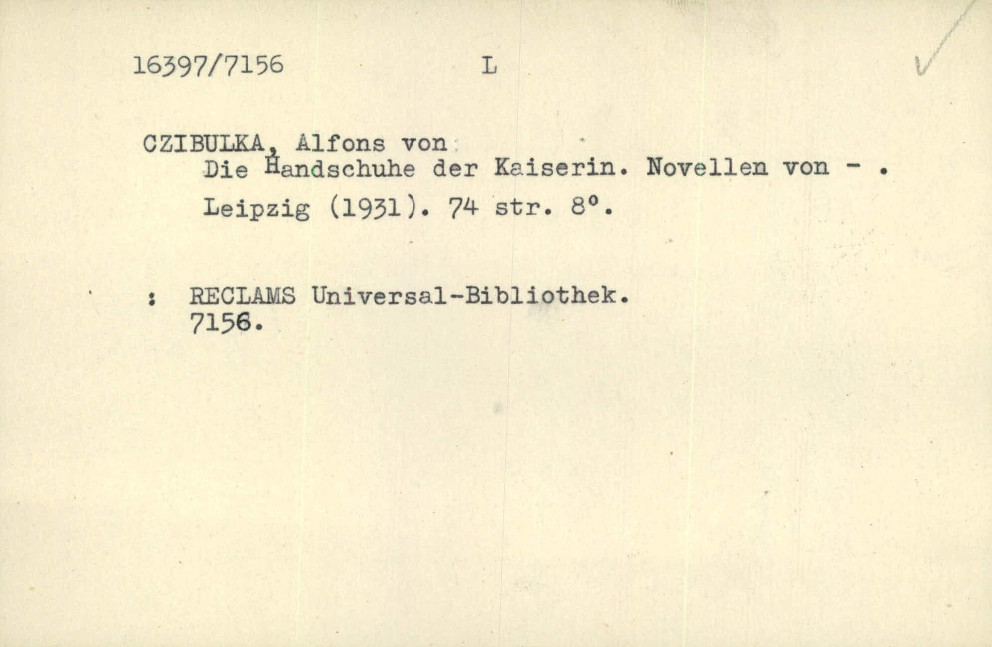 16397/7156 L
CZIBULKA, Alfons von
Die Handschuhe der Kaiserin. Novellen von - .
Leipzig (1931). 74 str. 8°.
: RECLAMS Universal-Bibliothek.
7156.